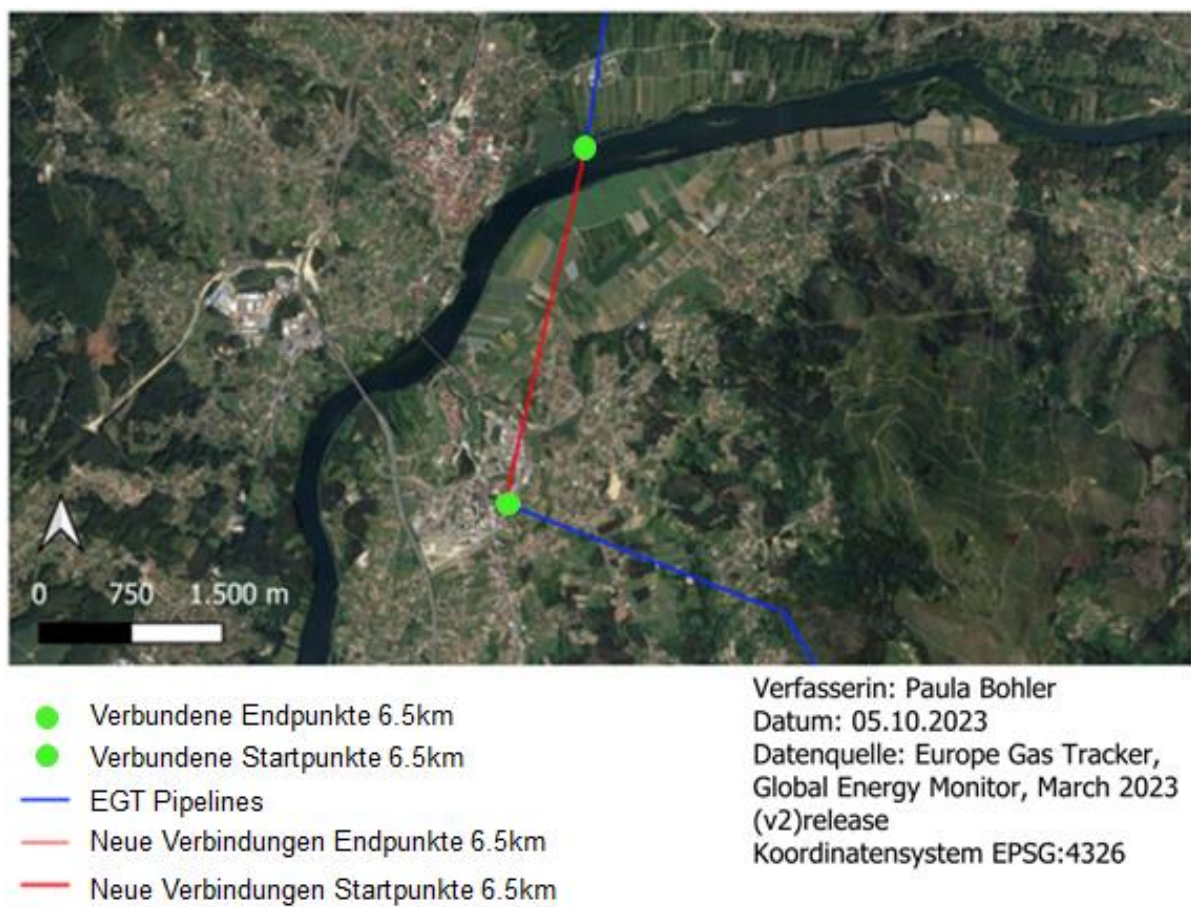 0 750 1.500 m
Verbundene Endpunkte 6.5km
Verbundene Startpunkte 6.5km
EGT Pipelines
Neue Verbindungen Endpunkte 6.5km
Neue Verbindungen Startpunkte 6.5km
Verfasserin: Paula Bohler
Datum: 05.10.2023
Datenquelle: Europe Gas Tracker,
Global Energy Monitor, March 2023
(v2)release
Koordinatensystem EPSG:4326